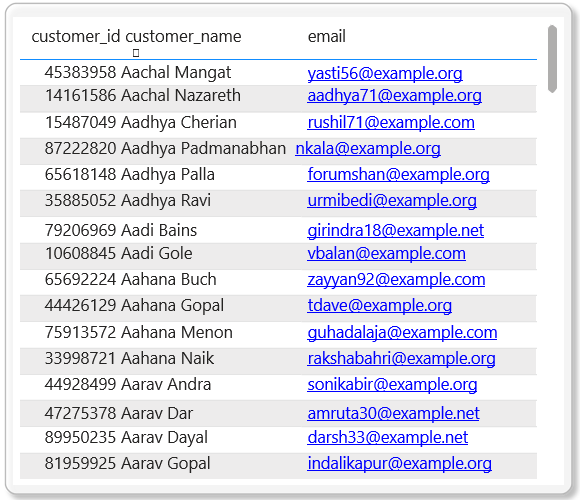 customer_id customer_name email
45383958 Aachal Mangat yasti56@example.org
14161586 Aachal Nazareth aadhya71@example.org
15487049 Aadhya Cherian rushil71@example.com
87222820 Aadhya Padmanabhan nkala@example.org
65618148 Aadhya Palla forumshan@example.org
35885052 Aadhya Ravi urmibedi@example.org
79206969 Aadi Bains girindra18@example.net
10608845 Aadi Gole vbalan@example.com
65692224 Aahana Buch zayyan92@example.com
44426129 Aahana Gopal tdave@example.org
75913572 Aahana Menon guhadalaja@example.com
33998721 Aahana Naik rakshabahri@example.org
44928499 Aarav Andra sonikabir@example.org
47275378 Aarav Dar amruta30@example.net
89950235 Aarav Dayal darsh33@example.net
81959925 Aarav Gopal indalikapur@example.org